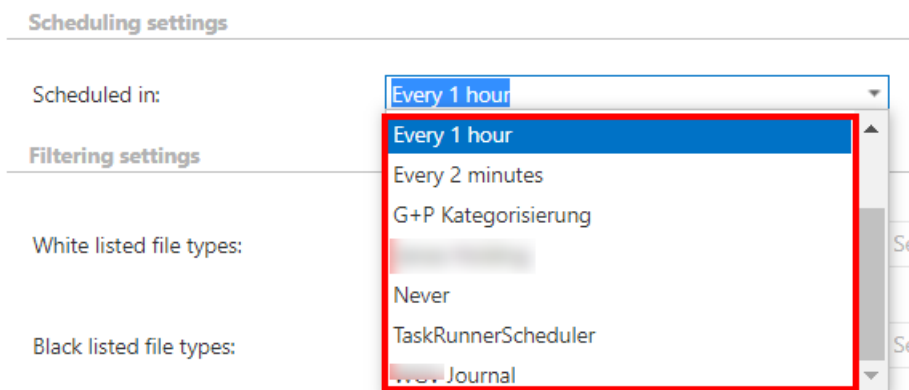 Scheduling settings
Scheduled in:
Every 1 hour
Every 1 hour
Filtering settings
Every 2 minutes
G+P Kategorisierung
White listed file types:
Never
TaskRunnerScheduler
Black listed file types:
Journal